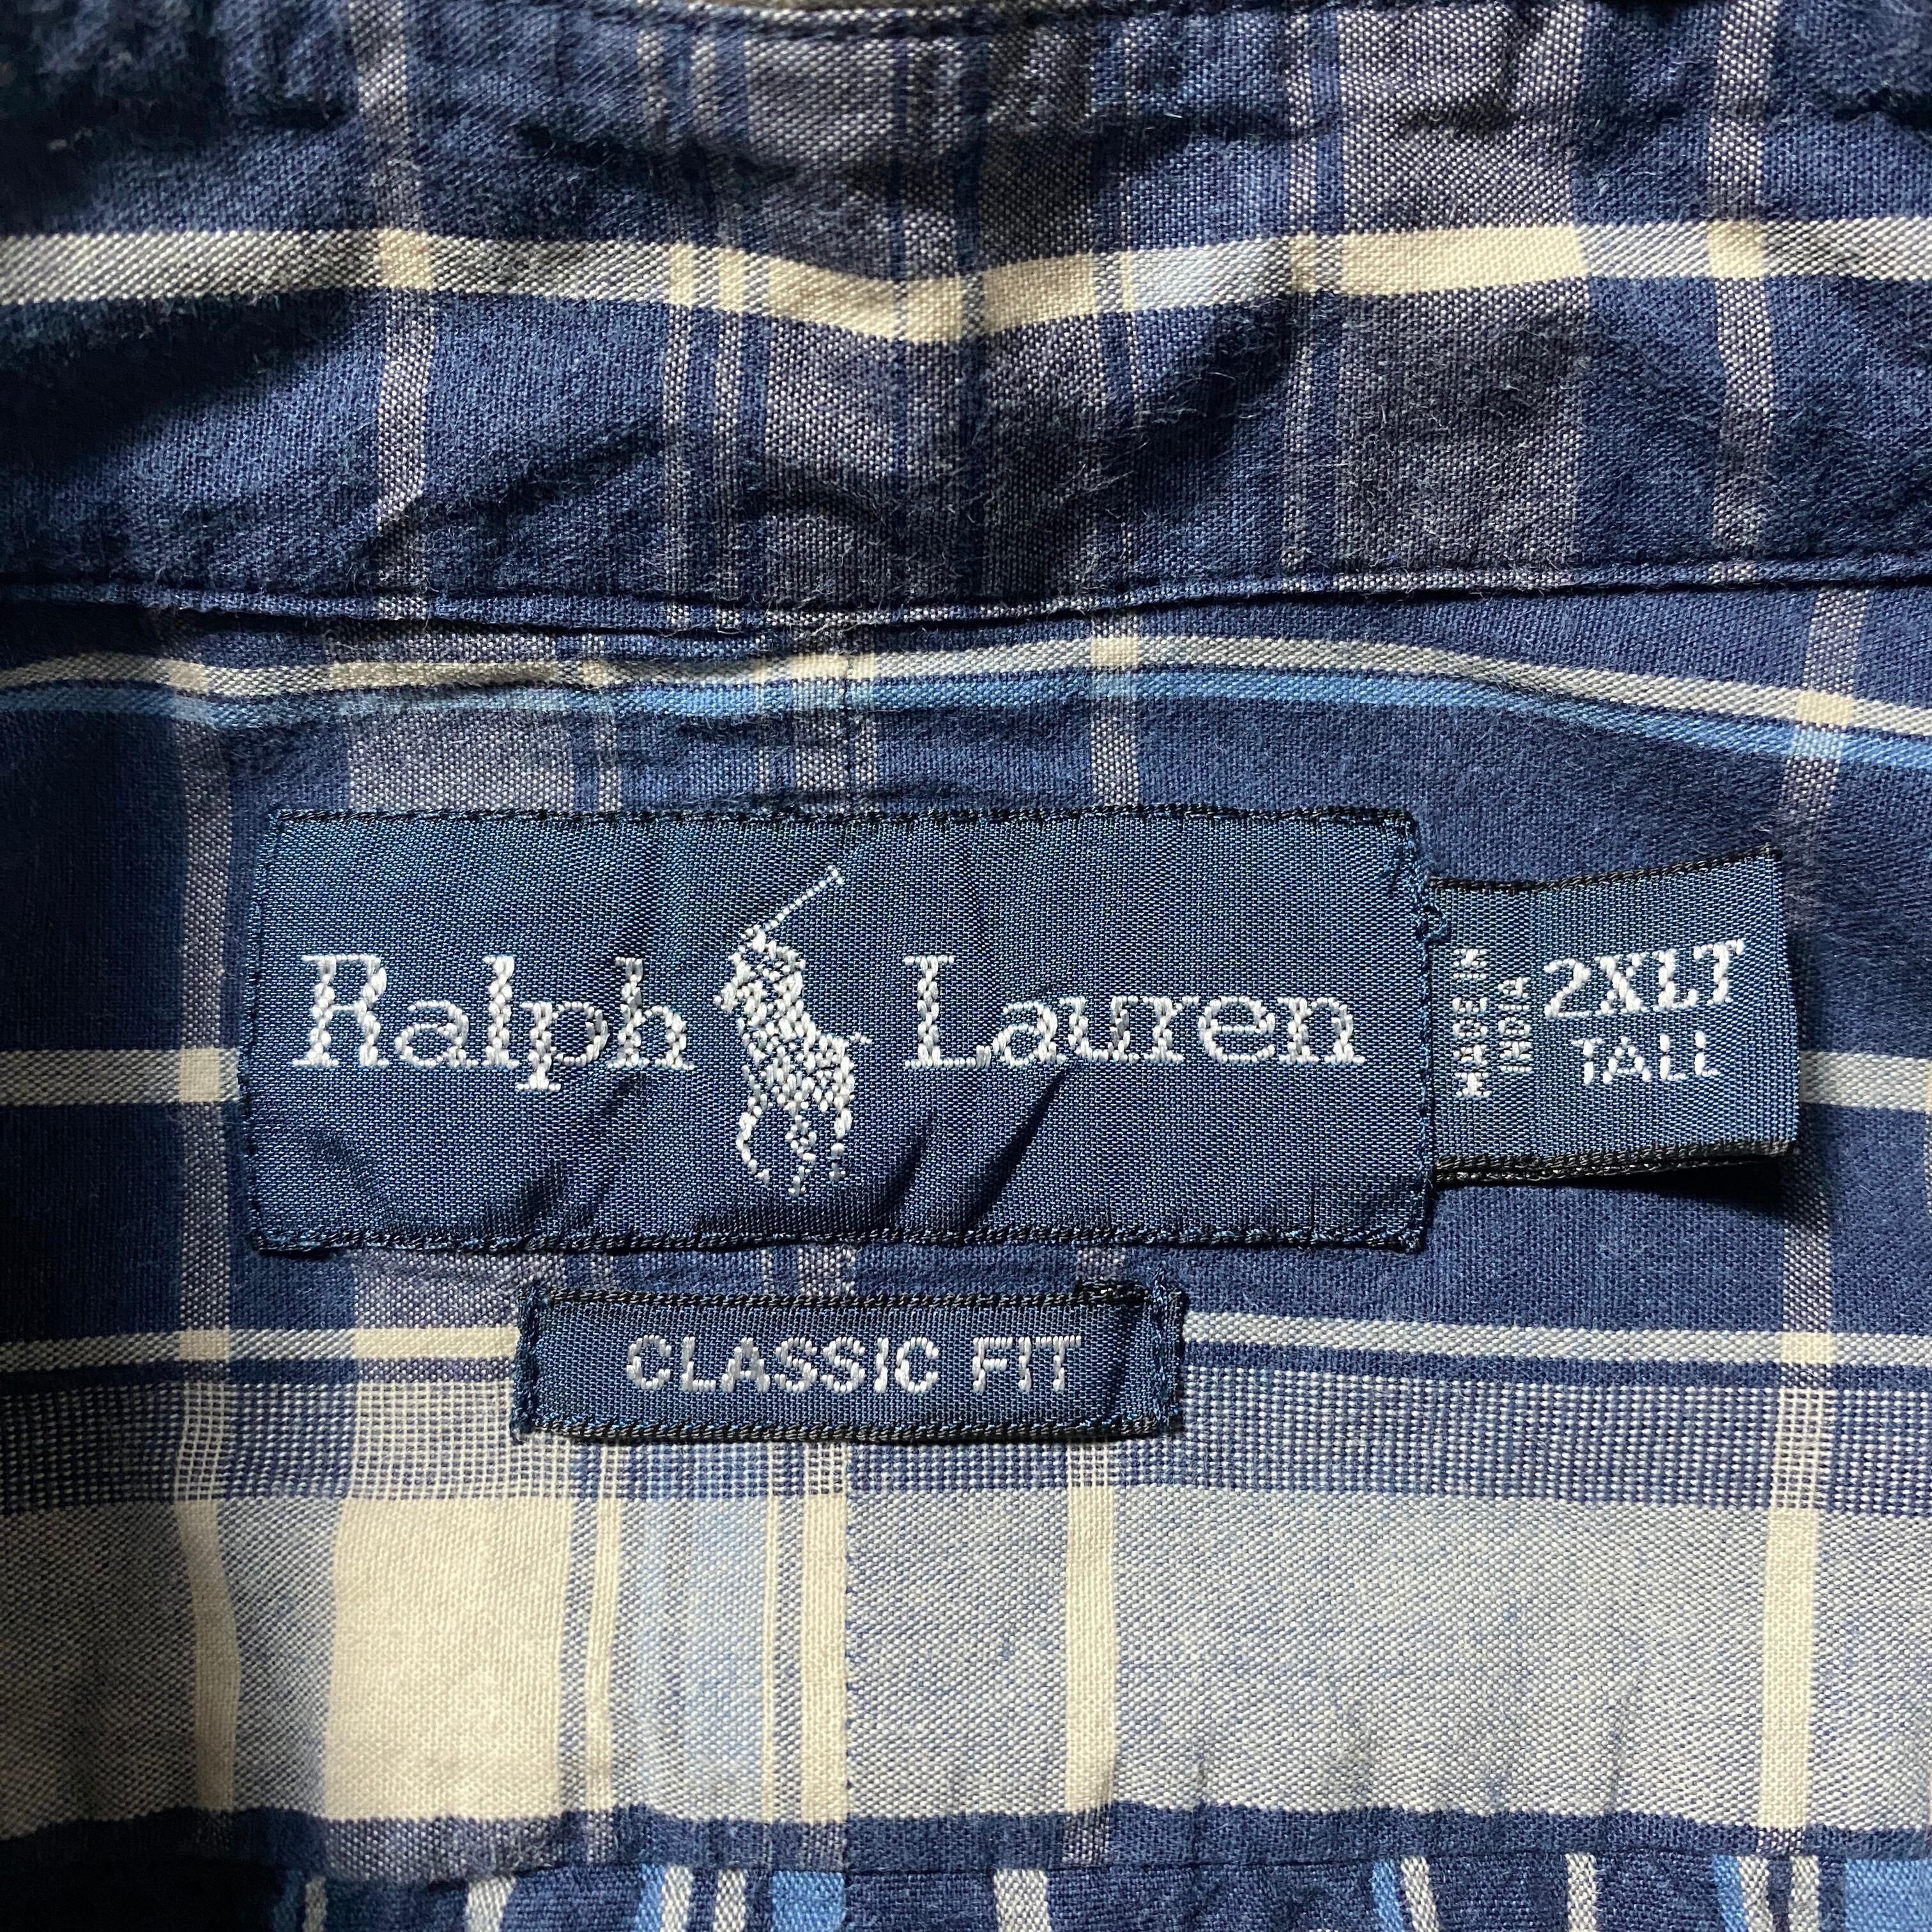 Ralph Lauren
MADE IN
INDIA
2XLT
TALL
CLASSIC FIT